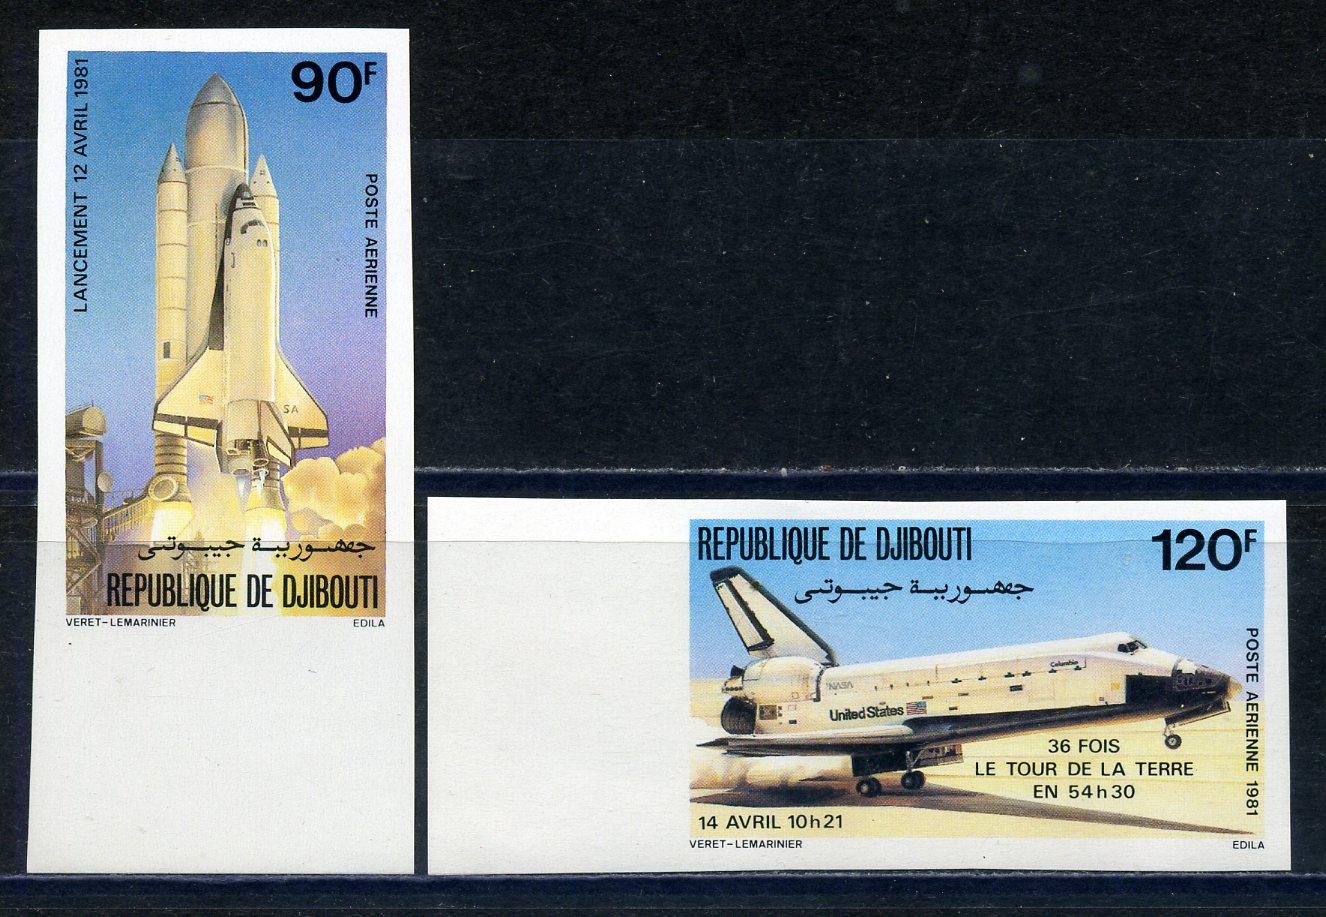 90F
LANCEMENT 12 AVRIL 1981
POSTE AERIENNE
SA
جمهورية جيبوتي
REPUBLIQUE DE DJIBOUTI
VERET-LEMARINIER
EDILA
REPUBLIQUE DE DJIBOUTI
120F
جمهورية جيبوتي
POSTE AERIENNE 1981
Columbia
NASA
United States
36 FOIS
LE TOUR DE LA TERRE
EN 54h30
14 AVRIL 10h21
VERET-LEMARINIER
EDILA